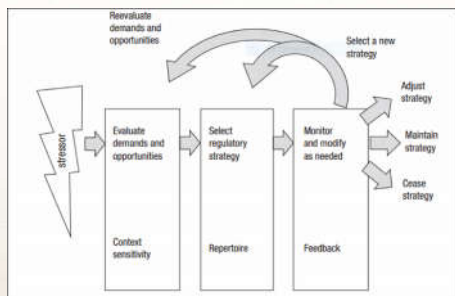 Reevaluate
demands and
opportunities
Select a new
strategy
stressor
Evaluate
demands and
opportunities
Context
sensitivity
Select
regulatory
strategy
Repertoire
Monitor
and modify
as needed
Feedback
Adjust
strategy
Maintain
strategy
Cease
strategy